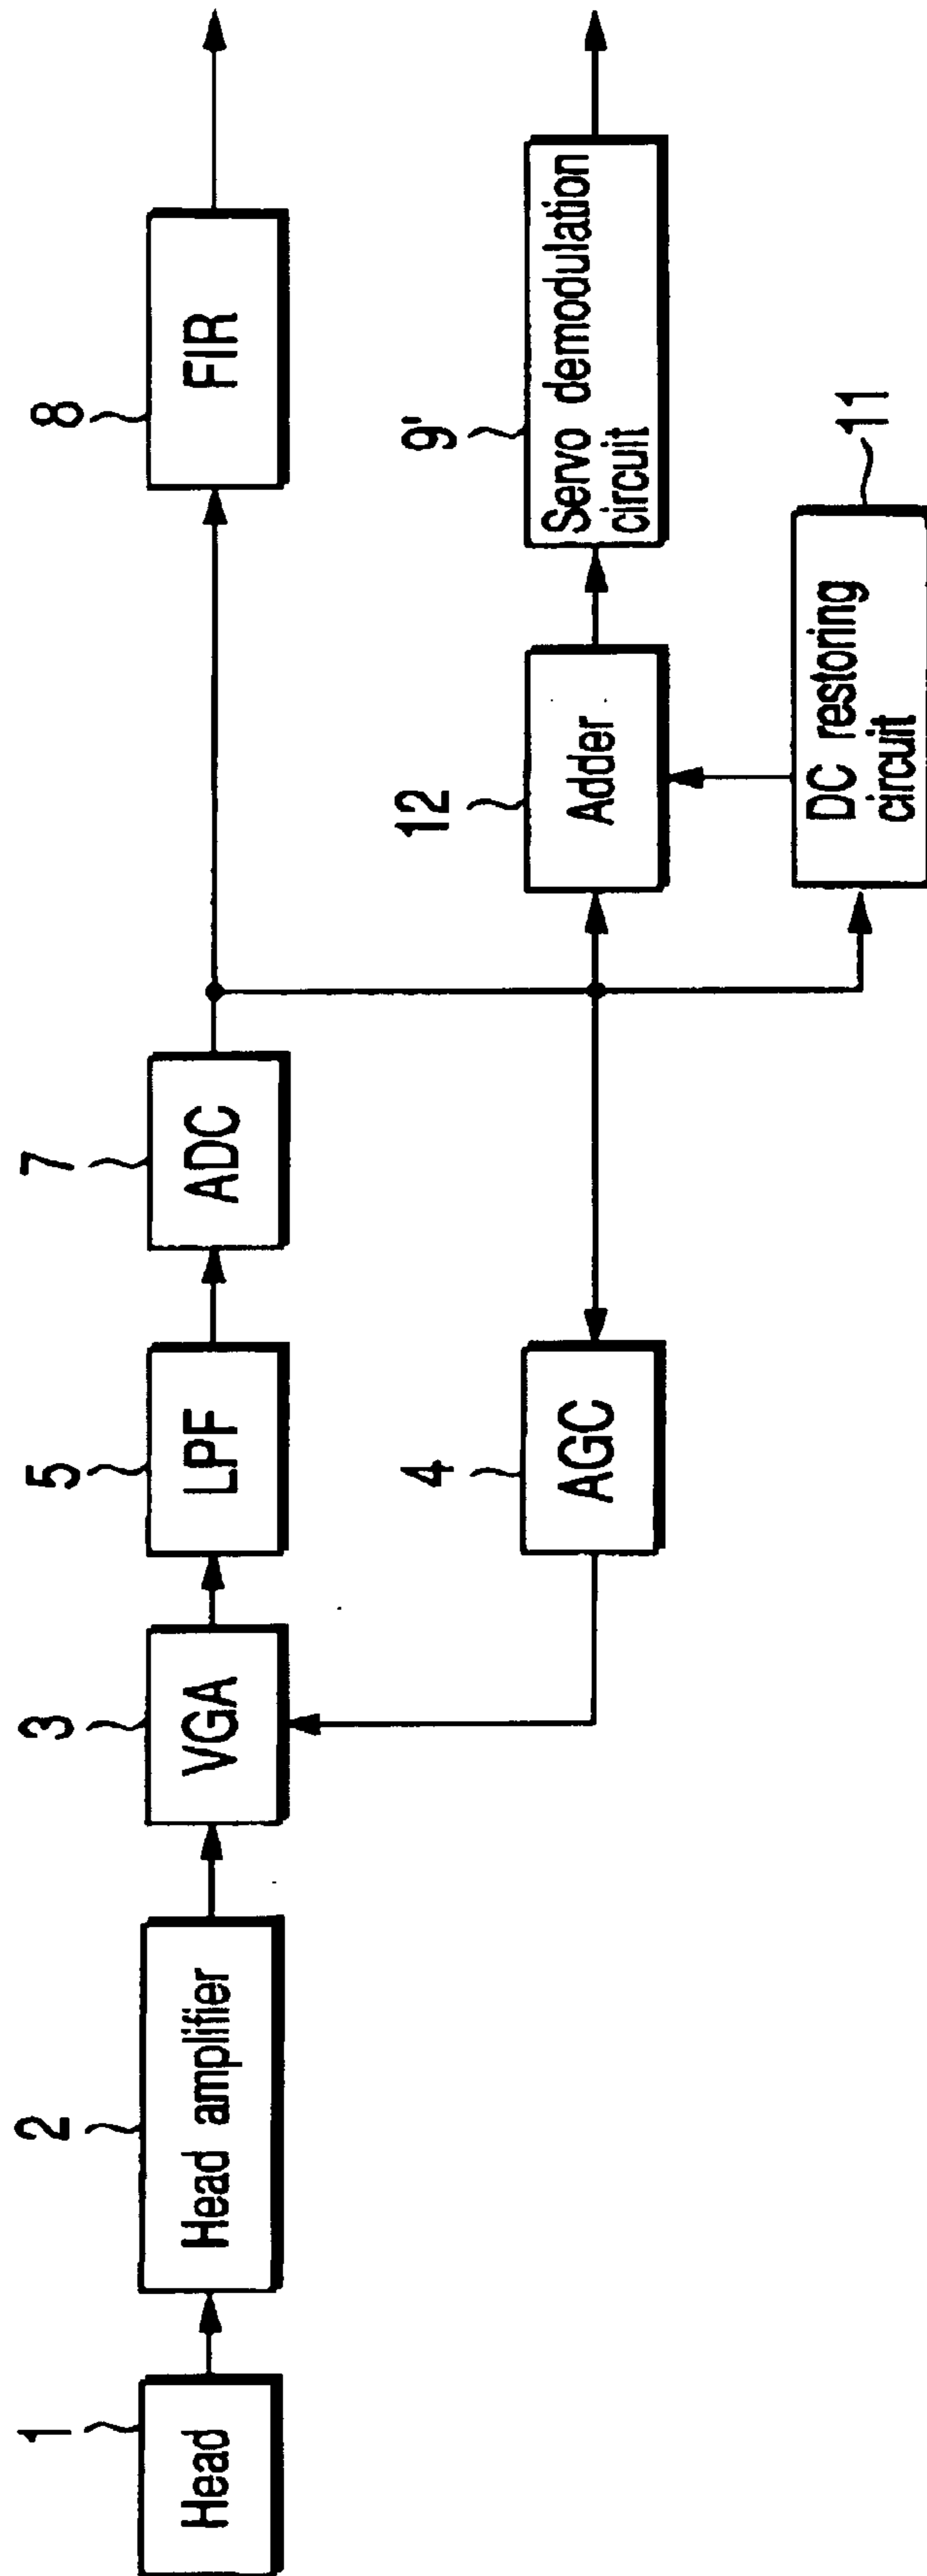 1
Head
2
Head amplifier
3
VGA
5
LPF
7
ADC
8
FIR
4
AGC
12
Adder
9'
Servo demodulation
circuit
11
DC restoring
circuit